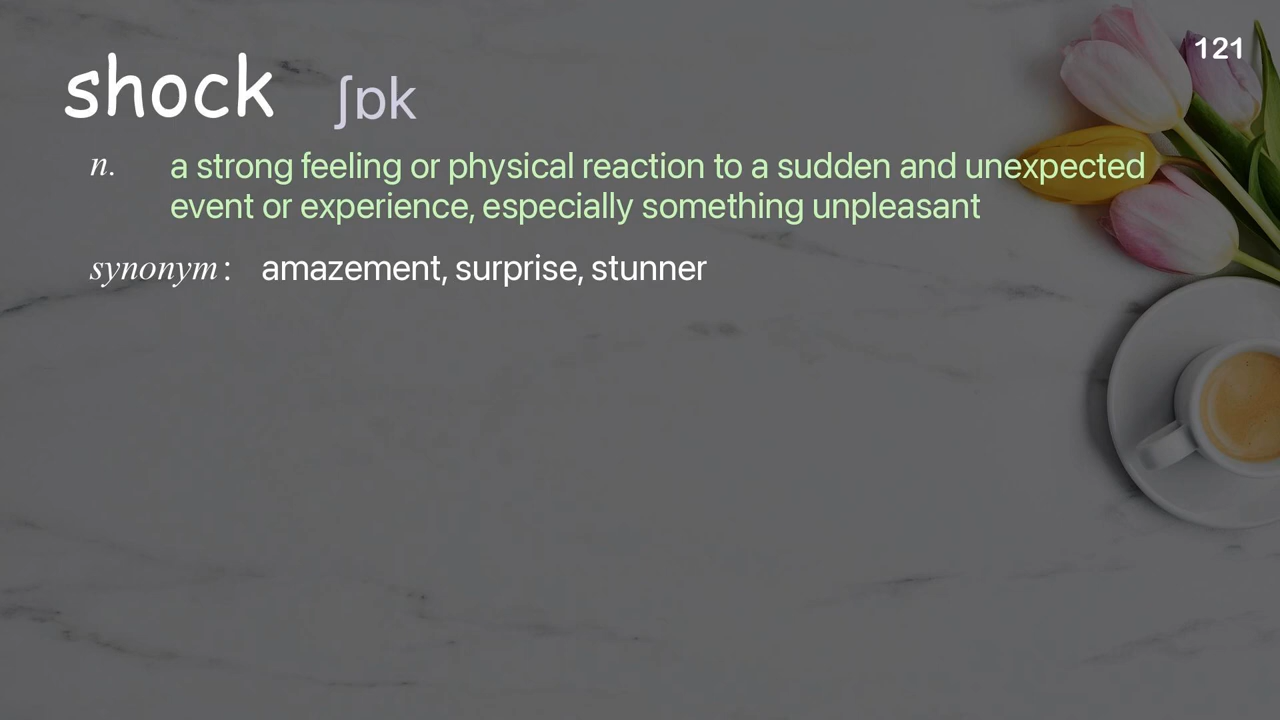 121
shock ʃɒk
n. a strong feeling or physical reaction to a sudden and unexpected
event or experience, especially something unpleasant
synonym: amazement, surprise, stunner